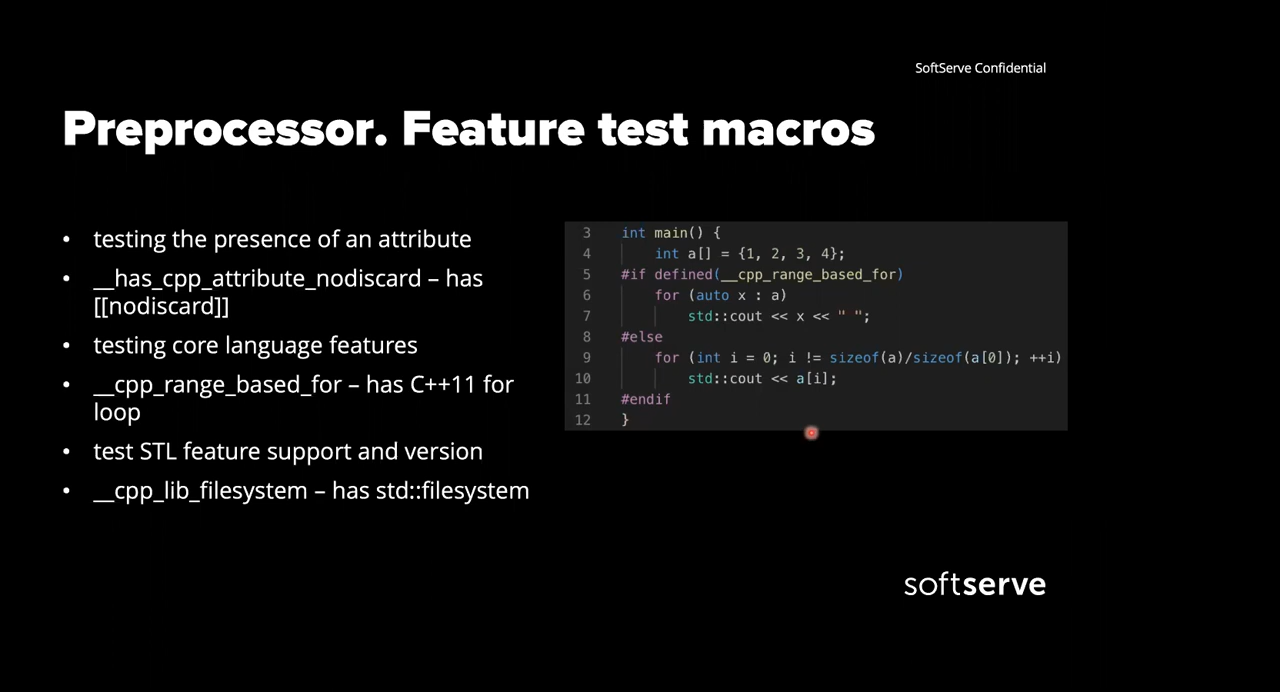 SoftServe Confidential
Preprocessor. Feature test macros
• testing the presence of an attribute
• __has_cpp_attribute_nodiscard – has
[[nodiscard]]
• testing core language features
• __cpp_range_based_for – has C++11 for
loop
• test STL feature support and version
• __cpp_lib_filesystem – has std::filesystem
3 int main() {
4     int a[] = {1, 2, 3, 4};
5 #if defined(__cpp_range_based_for)
6     for (auto x : a)
7         std::cout << x << " ";
8 #else
9     for (int i = 0; i != sizeof(a)/sizeof(a[0]); ++i)
10         std::cout << a[i];
11 #endif
12 }
softserve